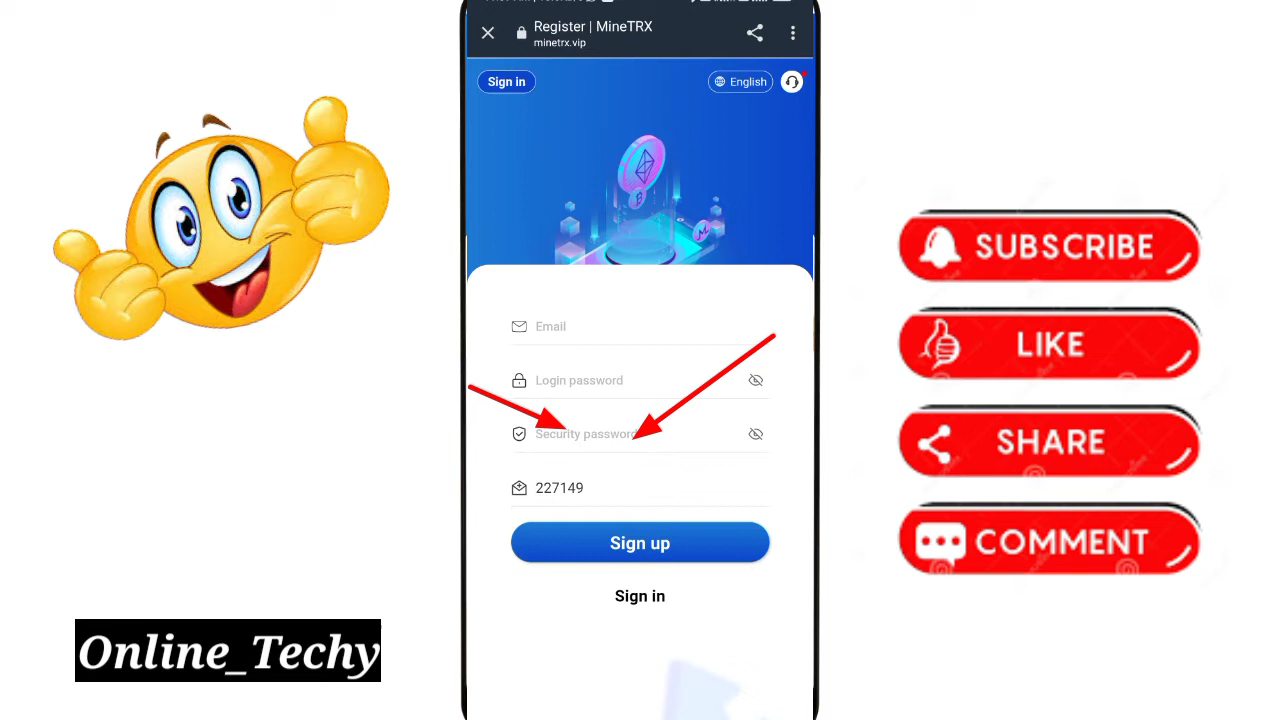 Register | MineTRX
minetrx.vip
Sign in
English
Email
Login password
Security password
227149
Sign up
Sign in
SUBSCRIBE
LIKE
SHARE
COMMENT
Online_Techy